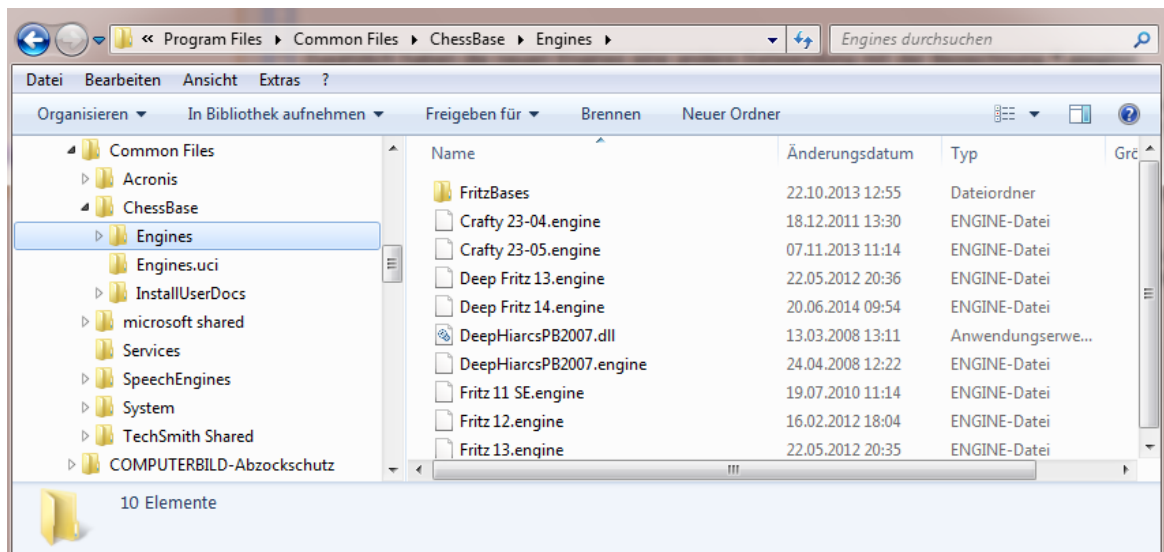 « Program Files ▸ Common Files ▸ ChessBase ▸ Engines ▸ Engines durchsuchen
Datei Bearbeiten Ansicht Extras ?
Organisieren ▼ In Bibliothek aufnehmen ▼ Freigeben für ▼ Brennen Neuer Ordner
Common Files
Acronis
ChessBase
Engines
Engines.uci
InstallUserDocs
microsoft shared
Services
SpeechEngines
System
TechSmith Shared
COMPUTERBILD-Abzockschutz
Name Änderungsdatum Typ Grö
FritzBases 22.10.2013 12:55 Dateiordner
Crafty 23-04.engine 18.12.2011 13:30 ENGINE-Datei
Crafty 23-05.engine 07.11.2013 11:14 ENGINE-Datei
Deep Fritz 13.engine 22.05.2012 20:36 ENGINE-Datei
Deep Fritz 14.engine 20.06.2014 09:54 ENGINE-Datei
DeepHiarcsPB2007.dll 13.03.2008 13:11 Anwendungserwe...
DeepHiarcsPB2007.engine 24.04.2008 12:22 ENGINE-Datei
Fritz 11 SE.engine 19.07.2010 11:14 ENGINE-Datei
Fritz 12.engine 16.02.2012 18:04 ENGINE-Datei
Fritz 13.engine 22.05.2012 20:35 ENGINE-Datei
10 Elemente